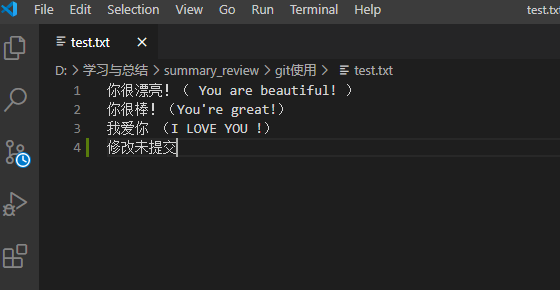 File Edit Selection View Go Run Terminal Help test.txt
test.txt
D: > 学习与总结 > summary_review > git使用 > test.txt
1 你很漂亮! ( You are beautiful! )
2 你很棒! (You're great!)
3 我爱你 (I LOVE YOU !)
4 修改未提交